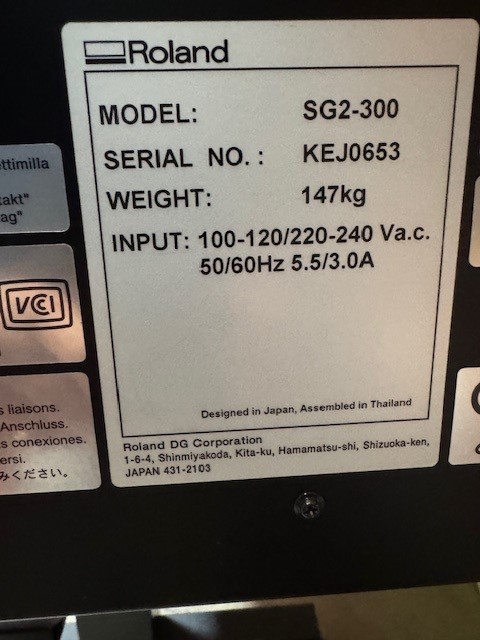 Roland
MODEL: SG2-300
SERIAL NO.: KEJ0653
WEIGHT: 147kg
INPUT: 100-120/220-240 Va.c.
50/60Hz 5.5/3.0A
Designed in Japan, Assembled in Thailand
Roland DG Corporation
1-6-4, Shinmiyakoda, Kita-ku, Hamamatsu-shi, Shizuoka-ken,
JAPAN 431-2103
ettimilla
takt"
ag"
VCI
s liaisons.
Anschluss.
s conexiones.
ersi.
みください。